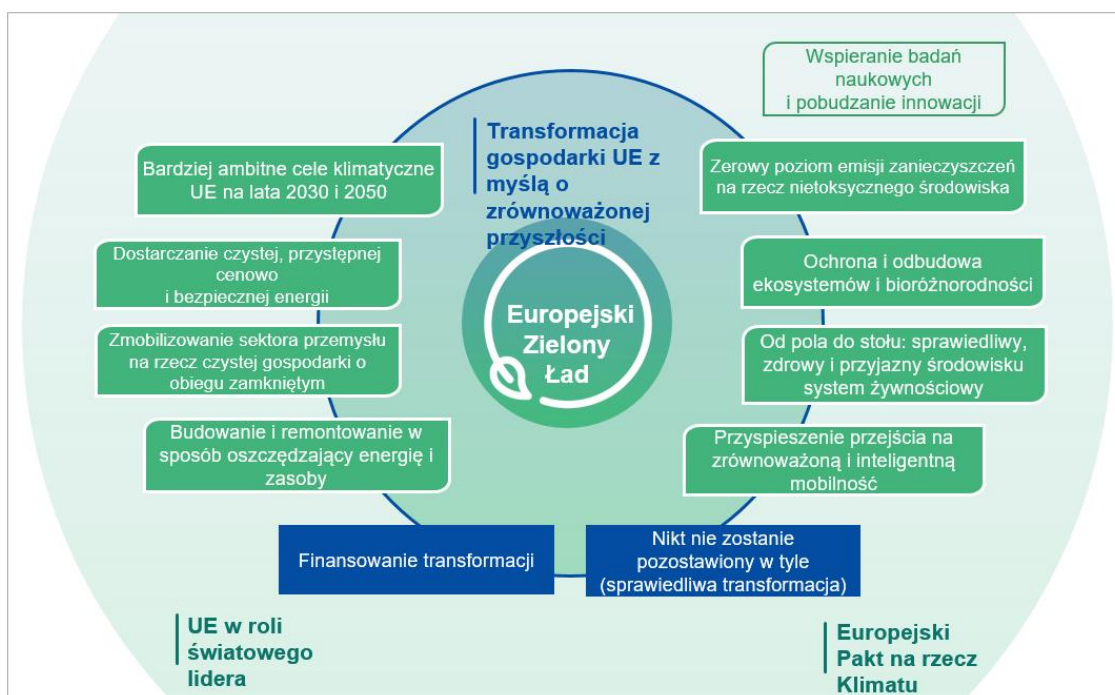 Wspieranie badań
naukowych
i pobudzanie innowacji
Transformacja
gospodarki UE z
myślą o
zrównoważonej
przyszłości
Bardziej ambitne cele klimatyczne
UE na lata 2030 i 2050
Zerowy poziom emisji zanieczyszczeń
na rzecz nietoksycznego środowiska
Dostarczanie czystej, przystępnej
cenowo
i bezpiecznej energii
Ochrona i odbudowa
ekosystemów i bioróżnorodności
Europejski
Zielony
Ład
Zmobilizowanie sektora przemysłu
na rzecz czystej gospodarki o
obiegu zamkniętym
Od pola do stołu: sprawiedliwy,
zdrowy i przyjazny środowisku
system żywnościowy
Budowanie i remontowanie w
sposób oszczędzający energię i
zasoby
Przyspieszenie przejścia na
zrównoważoną i inteligentną
mobilność
Finansowanie transformacji
Nikt nie zostanie
pozostawiony w tyle
(sprawiedliwa transformacja)
UE w roli
światowego
lidera
Europejski
Pakt na rzecz
Klimatu